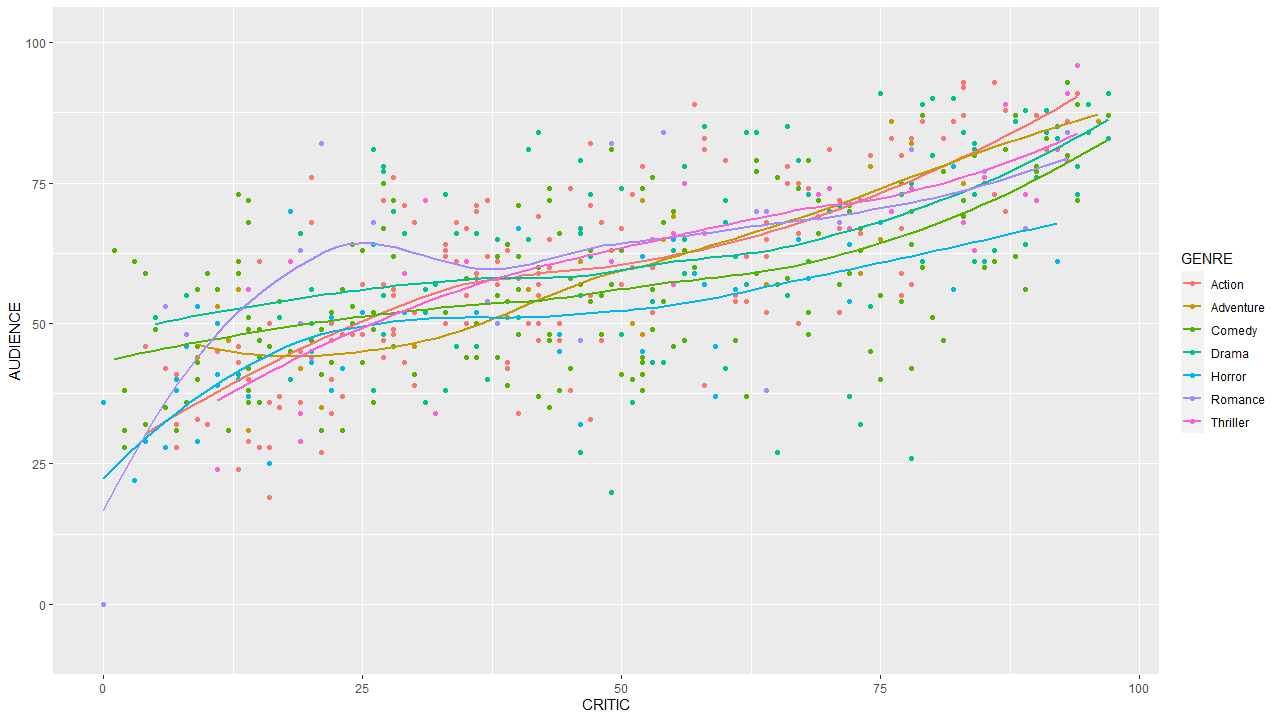 100
75
50
25
0
AUDIENCE
0 25 50 75 100
CRITIC
GENRE
Action
Adventure
Comedy
Drama
Horror
Romance
Thriller